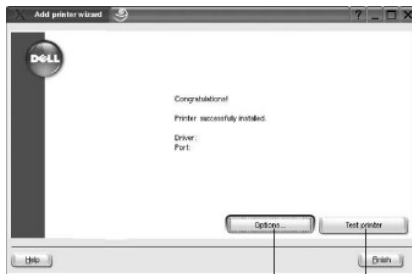 Add printer wizard
DELL
Congratulations!
Printer successfully installed.
Driver:
Port:
Options...
Test printer
Help
Finish